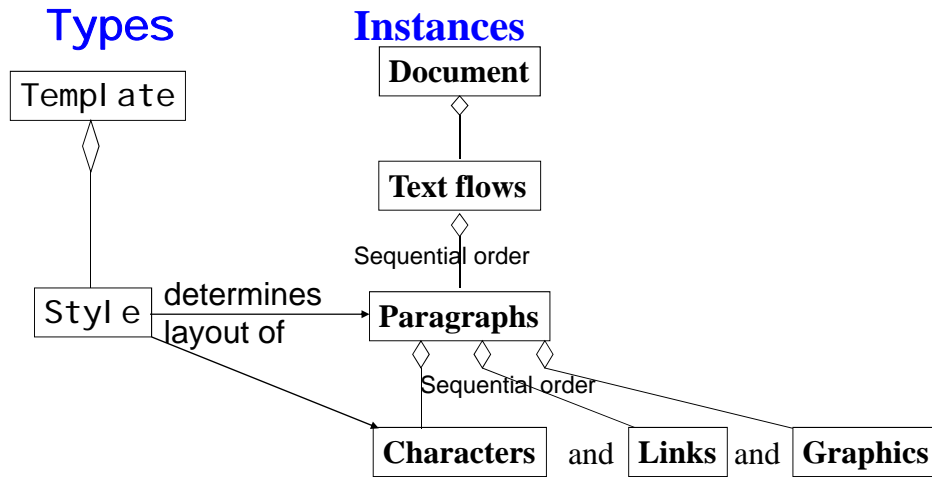 Types
Instances
Template
Document
Text flows
Sequential order
Style
determines
layout of
Paragraphs
Sequential order
Characters and Links and Graphics